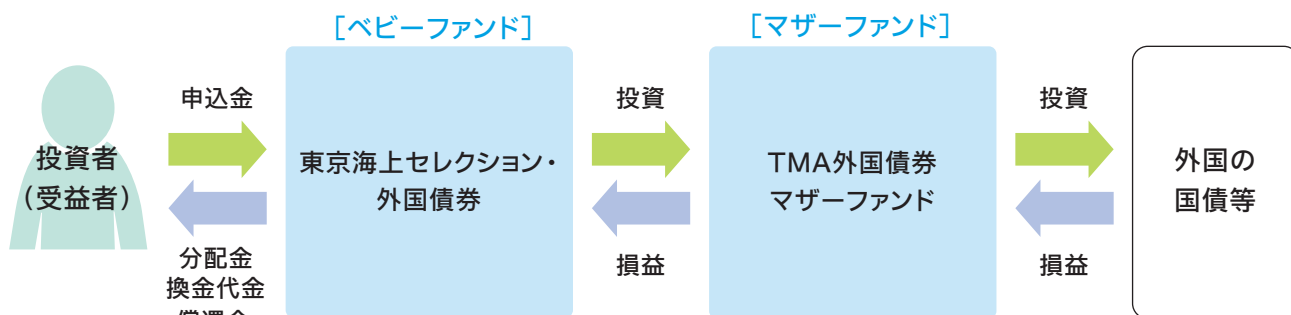 [ベビーファンド]
[マザーファンド]
投資者
(受益者)
申込金
分配金
換金代金
東京海上セレクション・
外国債券
投資
損益
TMA外国債券
マザーファンド
投資
損益
外国の
国債等